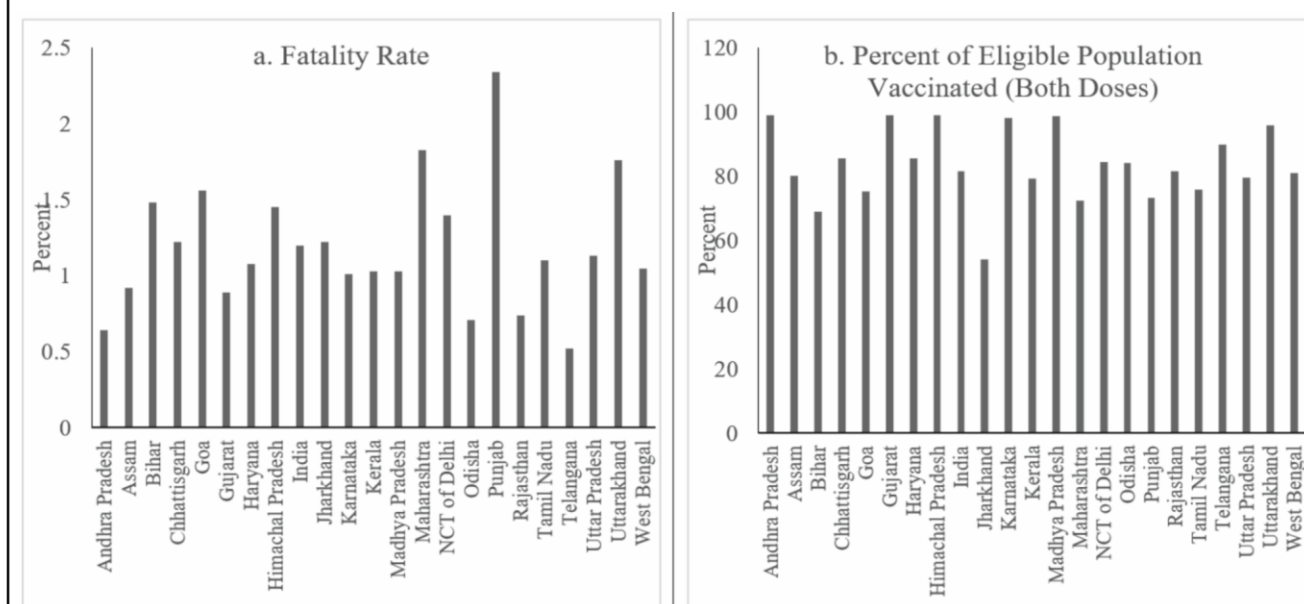 a. Fatality Rate
2.5
2
1.5
1
0.5
0
Percent
Andhra Pradesh
Assam
Bihar
Chhattisgarh
Goa
Gujarat
Haryana
Himachal Pradesh
India
Jharkhand
Karnataka
Kerala
Madhya Pradesh
Maharashtra
NCT of Delhi
Odisha
Punjab
Rajasthan
Tamil Nadu
Telangana
Uttar Pradesh
Uttarakhand
West Bengal
b. Percent of Eligible Population
Vaccinated (Both Doses)
120
100
80
60
40
20
0
Percent
Andhra Pradesh
Assam
Bihar
Chhattisgarh
Goa
Gujarat
Haryana
Himachal Pradesh
India
Jharkhand
Karnataka
Kerala
Madhya Pradesh
Maharashtra
NCT of Delhi
Odisha
Punjab
Rajasthan
Tamil Nadu
Telangana
Uttar Pradesh
Uttarakhand
West Bengal